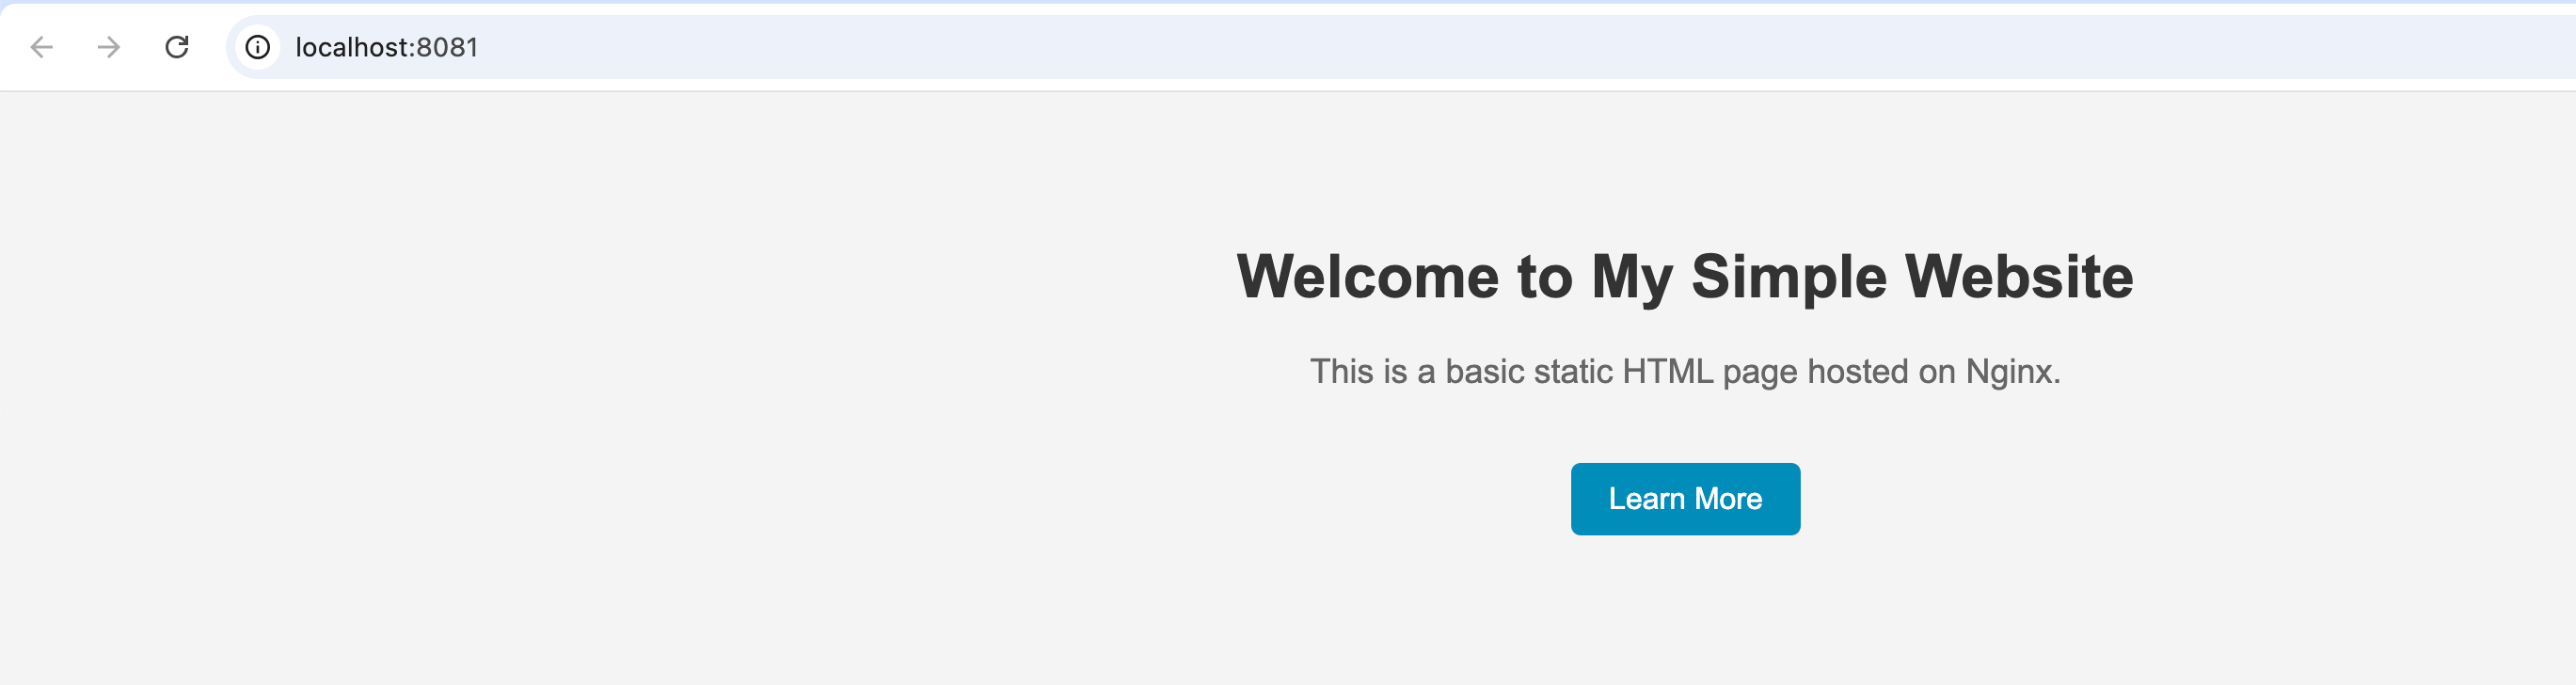 localhost:8081
Welcome to My Simple Website
This is a basic static HTML page hosted on Nginx.
Learn More